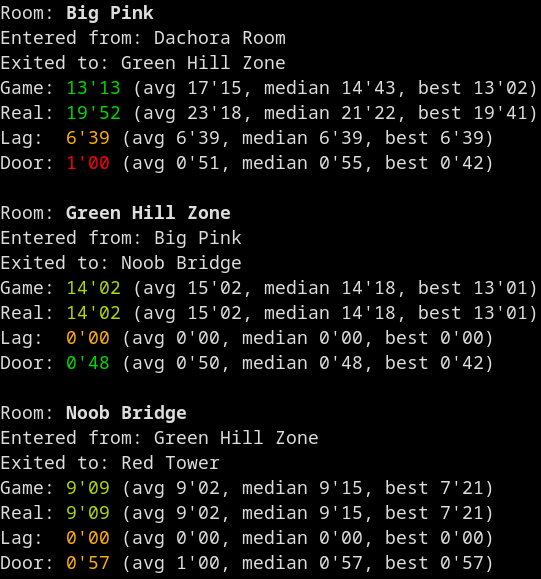 Room: Big Pink
Entered from: Dachora Room
Exited to: Green Hill Zone
Game: 13'13 (avg 17'15, median 14'43, best 13'02)
Real: 19'52 (avg 23'18, median 21'22, best 19'41)
Lag:  6'39 (avg 6'39, median 6'39, best 6'39)
Door: 1'00 (avg 0'51, median 0'55, best 0'42)

Room: Green Hill Zone
Entered from: Big Pink
Exited to: Noob Bridge
Game: 14'02 (avg 15'02, median 14'18, best 13'01)
Real: 14'02 (avg 15'02, median 14'18, best 13'01)
Lag:  0'00 (avg 0'00, median 0'00, best 0'00)
Door: 0'48 (avg 0'50, median 0'48, best 0'42)

Room: Noob Bridge
Entered from: Green Hill Zone
Exited to: Red Tower
Game: 9'09 (avg 9'02, median 9'15, best 7'21)
Real: 9'09 (avg 9'02, median 9'15, best 7'21)
Lag:  0'00 (avg 0'00, median 0'00, best 0'00)
Door: 0'57 (avg 1'00, median 0'57, best 0'57)